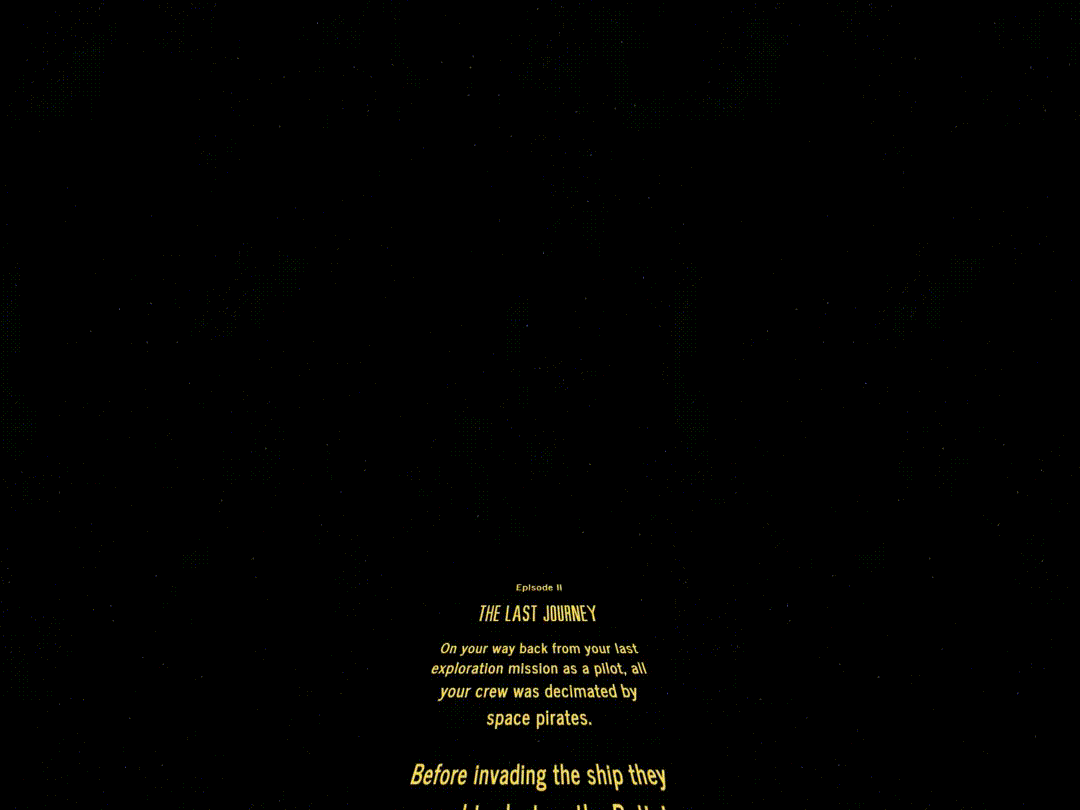 Episode II
THE LAST JOURNEY
On your way back from your last
exploration mission as a pilot, all
your crew was decimated by
space pirates.
Before invading the ship they